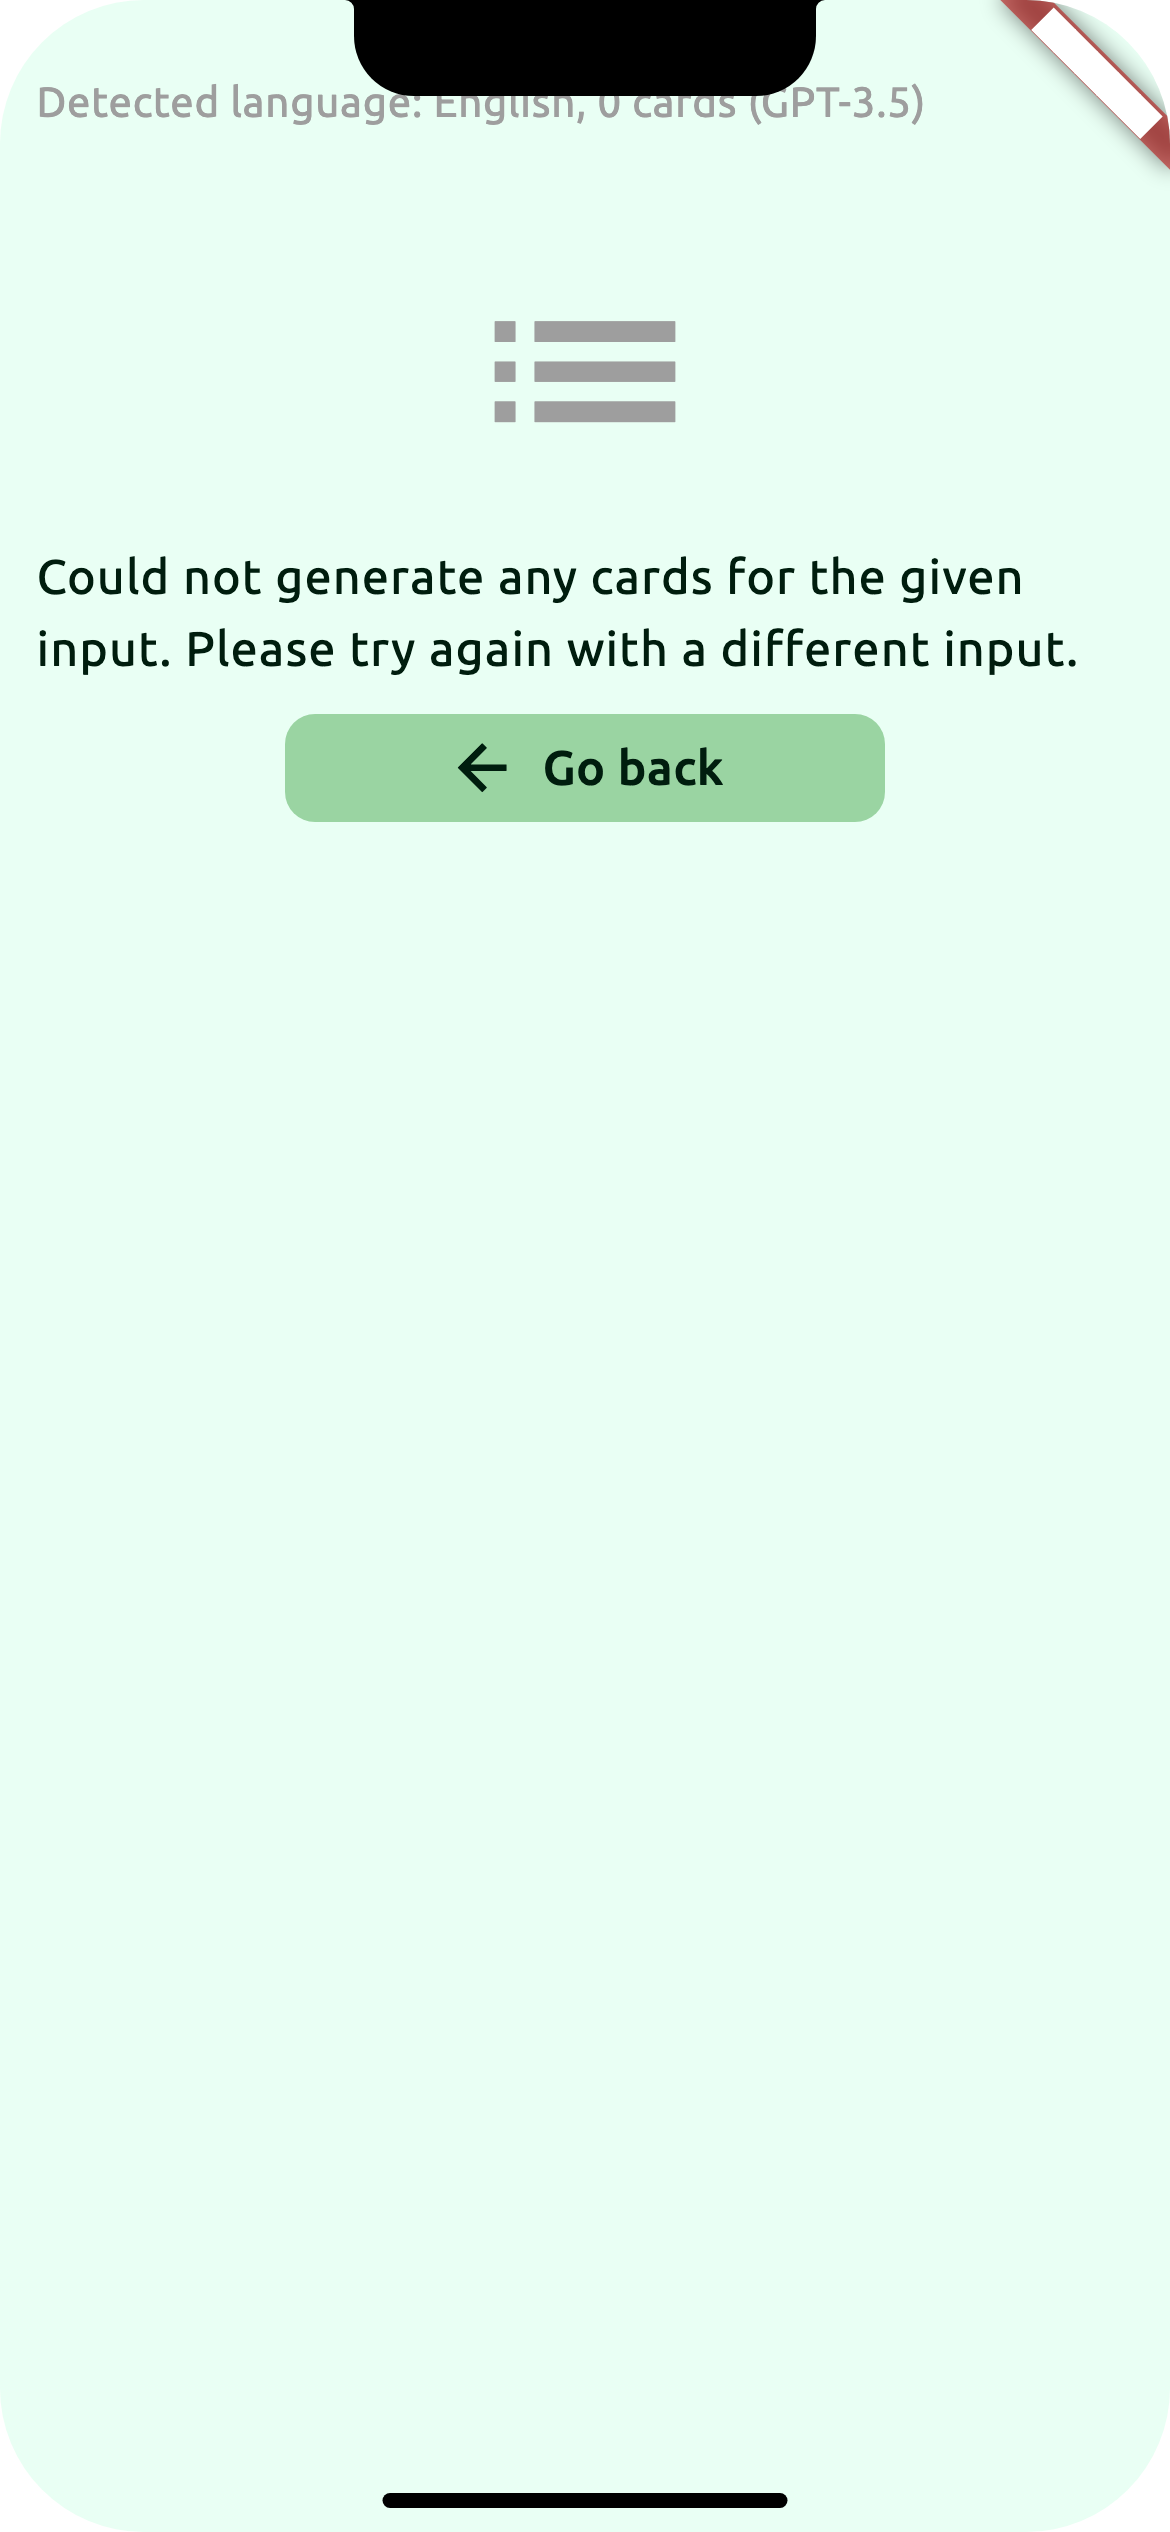 Detected language: English, 0 cards (GPT-3.5)
Could not generate any cards for the given
input. Please try again with a different input.
Go back